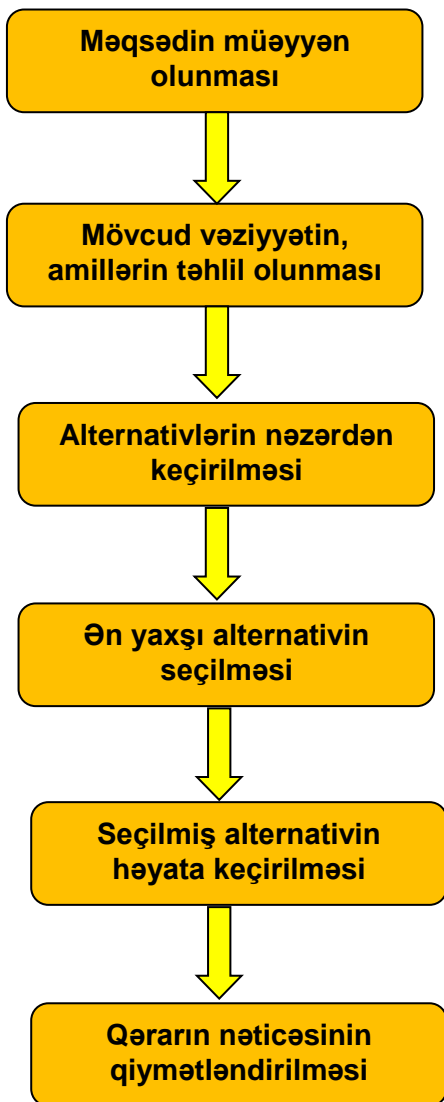 Məqsədin müəyyən
olunması
Mövcud vəziyyətin,
amillərin təhlil olunması
Alternativlərin nəzərdən
keçirilməsi
Ən yaxşı alternativin
seçilməsi
Seçilmiş alternativin
həyata keçirilməsi
Qərarın nəticəsinin
qiymətləndirilməsi